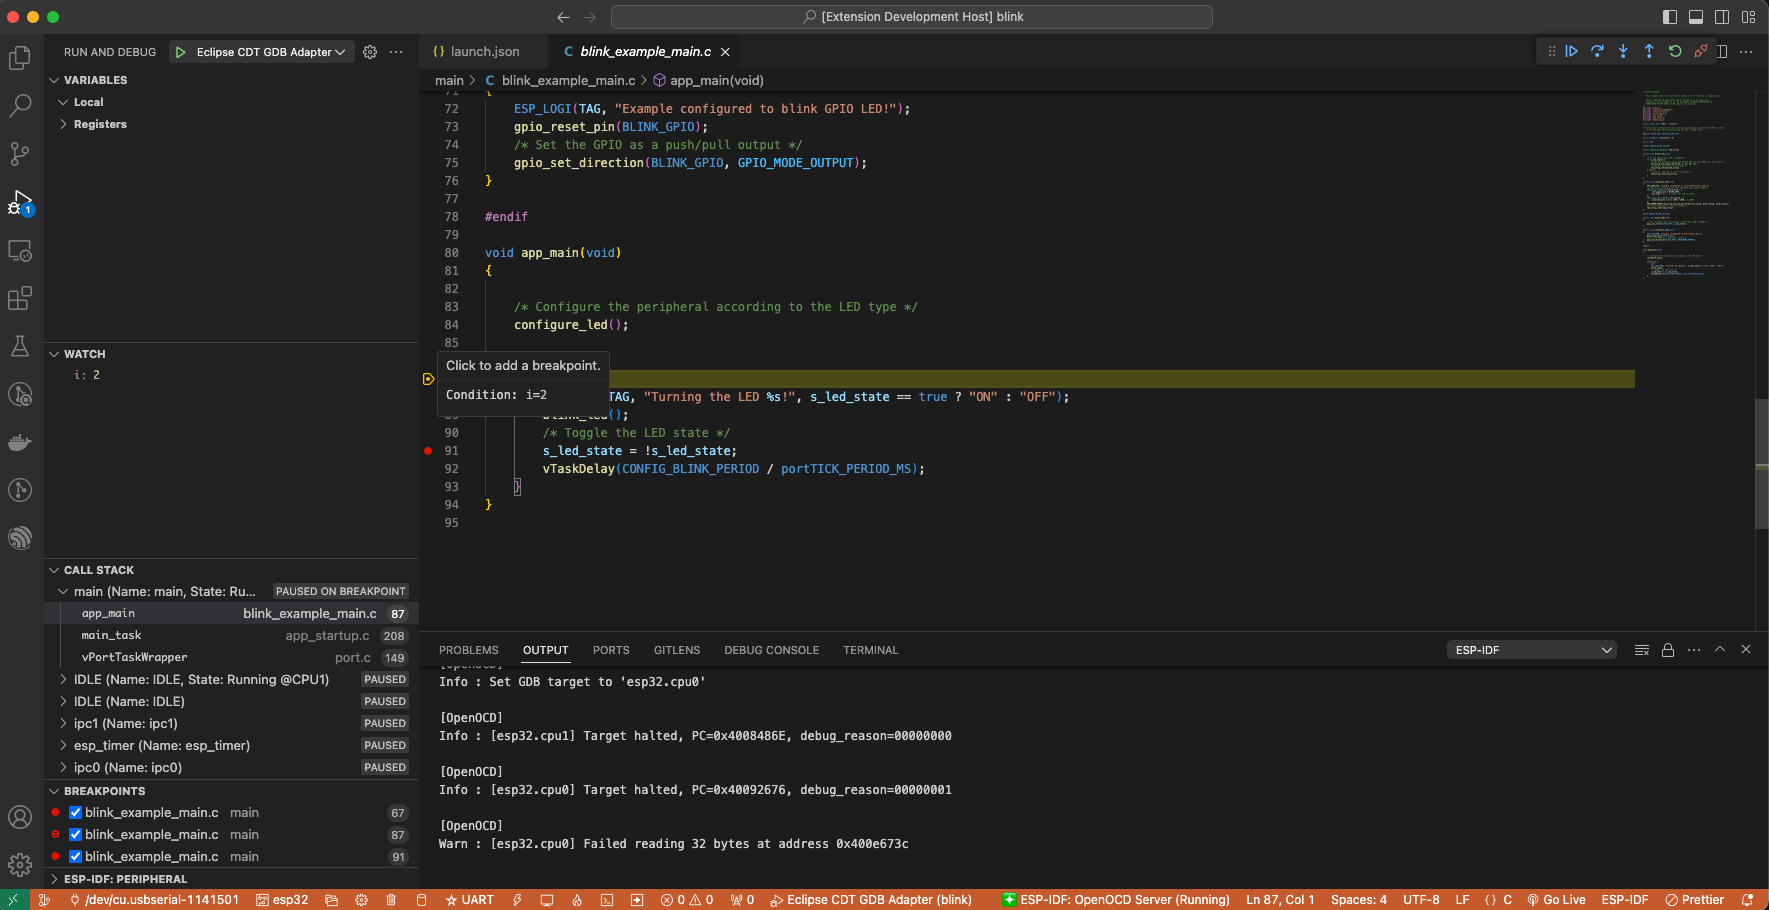 [Extension Development Host] blink
RUN AND DEBUG
Eclipse CDT GDB Adapter
launch.json
C blink_example_main.c
main > C blink_example_main.c > app_main(void)
VARIABLES
Local
Registers
71 {
72 ESP_LOGI(TAG, "Example configured to blink GPIO LED!");
73 gpio_reset_pin(BLINK_GPIO);
74 /* Set the GPIO as a push/pull output */
75 gpio_set_direction(BLINK_GPIO, GPIO_MODE_OUTPUT);
76 }
77
78 #endif
79
80 void app_main(void)
81 {
82
83 /* Configure the peripheral according to the LED type */
84 configure_led();
85
Click to add a breakpoint.
Condition: i=2
TAG, "Turning the LED %s!", s_led_state == true ? "ON" : "OFF");
89 blink_led();
90 /* Toggle the LED state */
91 s_led_state = !s_led_state;
92 vTaskDelay(CONFIG_BLINK_PERIOD / portTICK_PERIOD_MS);
93 }
94 }
95
1
WATCH
i: 2
CALL STACK
main (Name: main, State: Ru... PAUSED ON BREAKPOINT
app_main blink_example_main.c 87
main_task app_startup.c 208
vPortTaskWrapper port.c 149
IDLE (Name: IDLE, State: Running @CPU1) PAUSED
IDLE (Name: IDLE) PAUSED
ipc1 (Name: ipc1) PAUSED
esp_timer (Name: esp_timer) PAUSED
ipc0 (Name: ipc0) PAUSED
BREAKPOINTS
blink_example_main.c main 67
blink_example_main.c main 87
blink_example_main.c main 91
ESP-IDF: PERIPHERAL
PROBLEMS OUTPUT PORTS GITLENS DEBUG CONSOLE TERMINAL
ESP-IDF
[OpenOCD]
Info : Set GDB target to 'esp32.cpu0'
[OpenOCD]
Info : [esp32.cpu1] Target halted, PC=0x4008486E, debug_reason=00000000
[OpenOCD]
Info : [esp32.cpu0] Target halted, PC=0x40092676, debug_reason=00000001
[OpenOCD]
Warn : [esp32.cpu0] Failed reading 32 bytes at address 0x400e673c
/dev/cu.usbserial-1141501 esp32 UART 0 0 0 Eclipse CDT GDB Adapter (blink) ESP-IDF: OpenOCD Server (Running) Ln 87, Col 1 Spaces: 4 UTF-8 LF {} C Go Live ESP-IDF Prettier